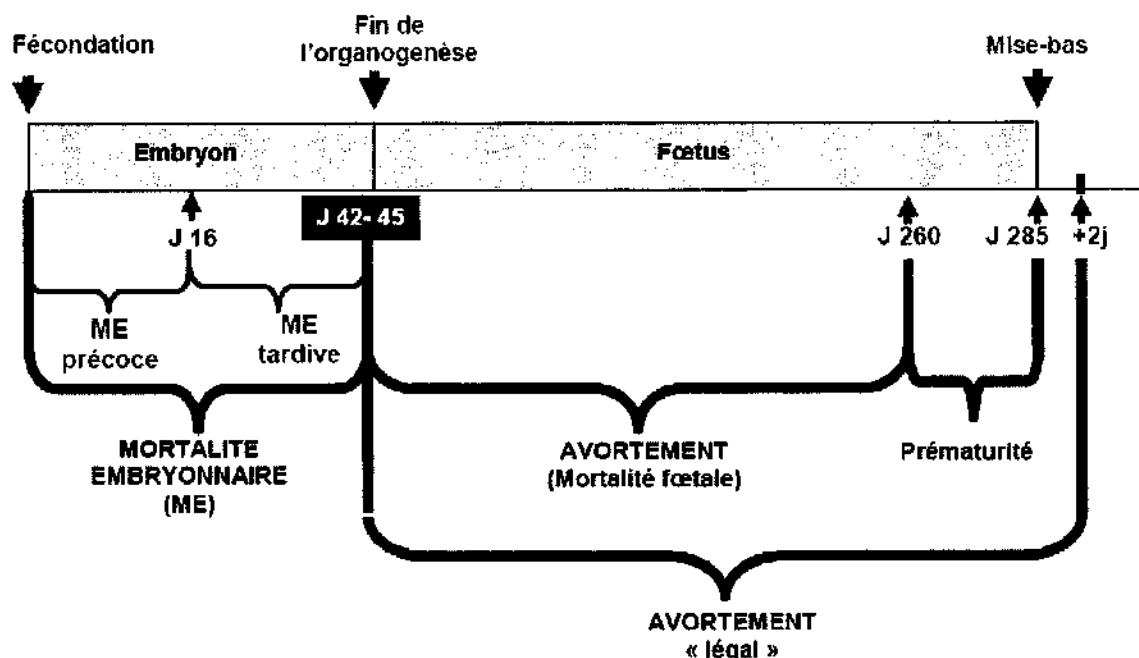 Fécondation
Fin de
l'organogenèse
Mise-bas
Embryon
Fœtus
J 16
J 42- 45
J 260
J 285
+2j
ME
précoce
ME
tardive
MORTALITE
EMBRYONNAIRE
(ME)
AVORTEMENT
(Mortalité fœtale)
Prématurité
AVORTEMENT
« légal »